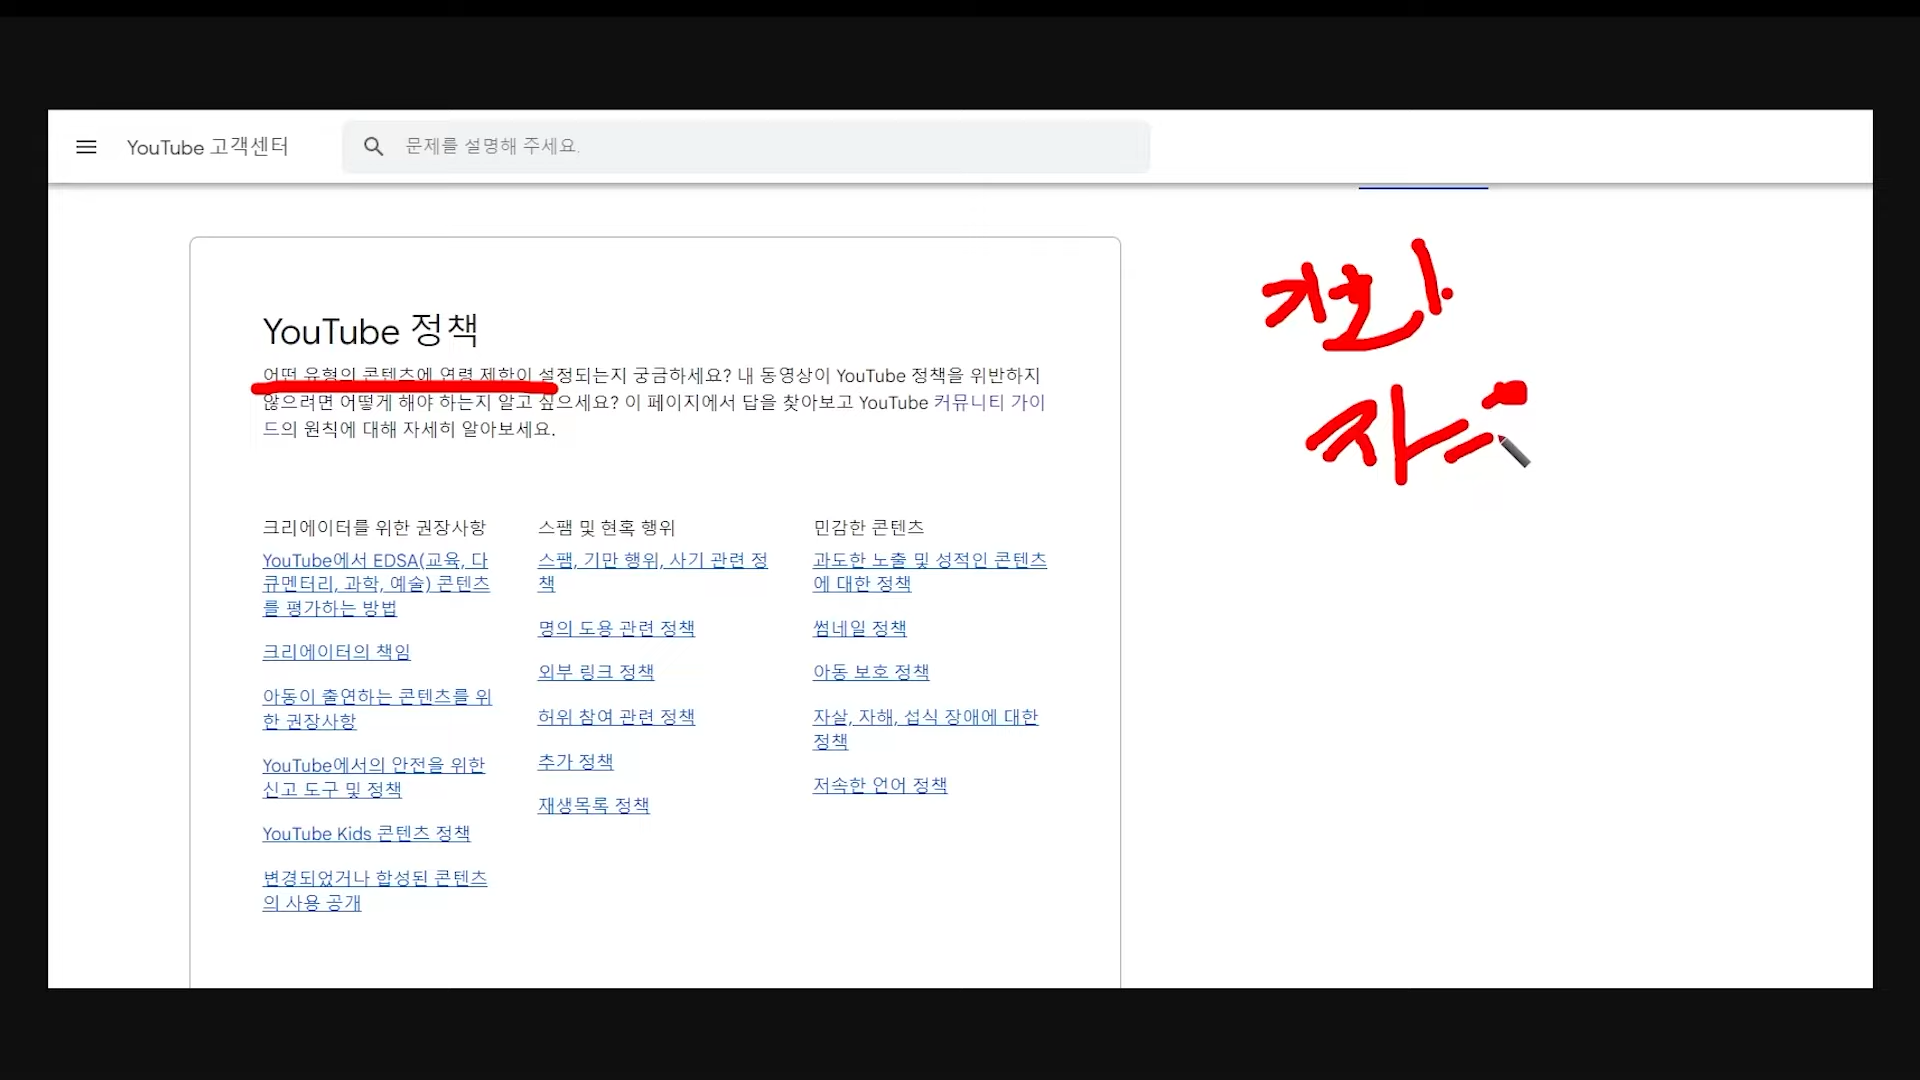 YouTube 고객센터
문제를 설명해 주세요.
YouTube 정책
어떤 유형의 콘텐츠에 연령 제한이 설정되는지 궁금하세요? 내 동영상이 YouTube 정책을 위반하지
않으려면 어떻게 해야 하는지 알고 싶으세요? 이 페이지에서 답을 찾아보고 YouTube 커뮤니티 가이
드의 원칙에 대해 자세히 알아보세요.
크리에이터를 위한 권장사항
YouTube에서 EDSA(교육, 다
큐멘터리, 과학, 예술) 콘텐츠
를 평가하는 방법
크리에이터의 책임
아동이 출연하는 콘텐츠를 위
한 권장사항
YouTube에서의 안전을 위한
신고 도구 및 정책
YouTube Kids 콘텐츠 정책
변경되었거나 합성된 콘텐츠
의 사용 공개
스팸 및 현혹 행위
스팸, 기만 행위, 사기 관련 정
책
명의 도용 관련 정책
외부 링크 정책
허위 참여 관련 정책
추가 정책
재생목록 정책
민감한 콘텐츠
과도한 노출 및 성적인 콘텐츠
에 대한 정책
썸네일 정책
아동 보호 정책
자살, 자해, 섭식 장애에 대한
정책
저속한 언어 정책